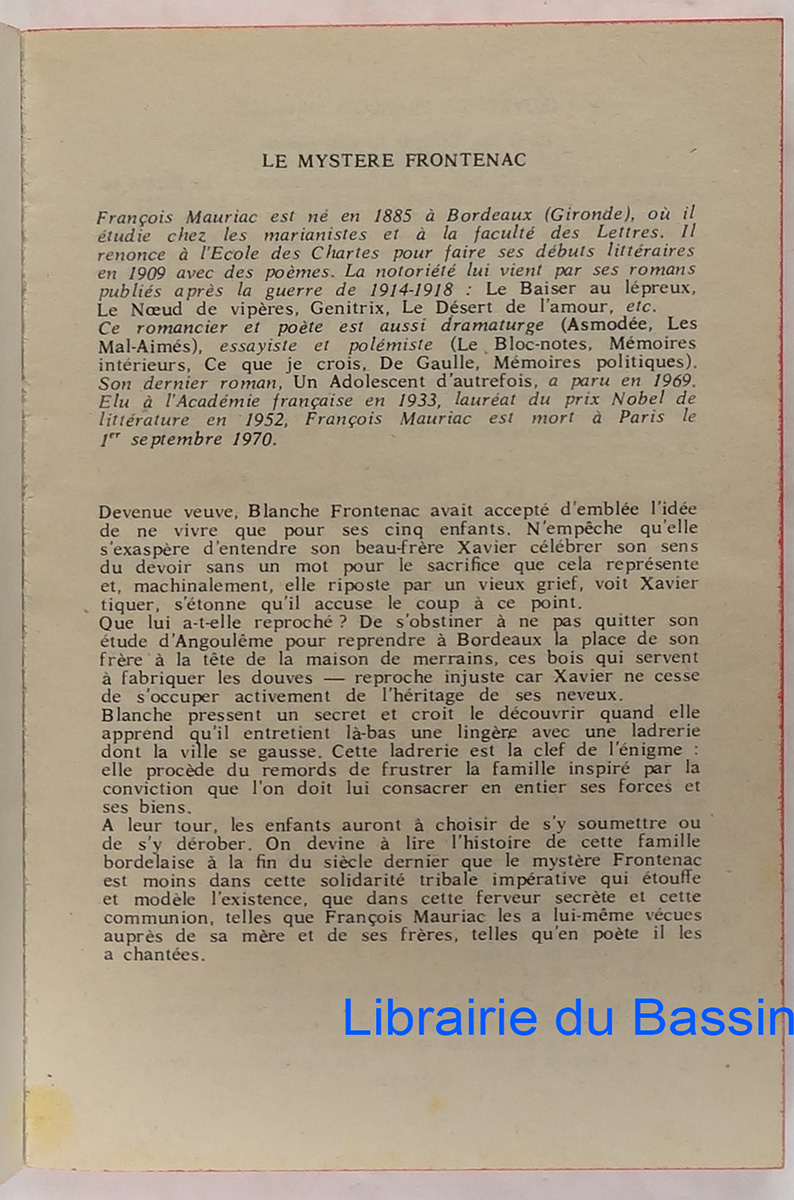 LE MYSTERE FRONTENAC
François Mauriac est né en 1885 à Bordeaux (Gironde), où il
étudie chez les marianistes et à la faculté des Lettres. Il
renonce à l'Ecole des Chartes pour faire ses débuts littéraires
en 1909 avec des poèmes. La notoriété lui vient par ses romans
publiés après la guerre de 1914-1918 : Le Baiser au lépreux,
Le Nœud de vipères, Genitrix, Le Désert de l'amour, etc.
Ce romancier et poète est aussi dramaturge (Asmodée, Les
Mal-Aimés), essayiste et polémiste (Le Bloc-notes, Mémoires
intérieurs, Ce que je crois, De Gaulle, Mémoires politiques).
Son dernier roman, Un Adolescent d'autrefois, a paru en 1969.
Elu à l'Académie française en 1933, lauréat du prix Nobel de
littérature en 1952, François Mauriac est mort à Paris le
1er septembre 1970.
Devenue veuve, Blanche Frontenac avait accepté d'emblée l'idée
de ne vivre que pour ses cinq enfants. N'empêche qu'elle
s'exaspère d'entendre son beau-frère Xavier célébrer son sens
du devoir sans un mot pour le sacrifice que cela représente
et, machinalement, elle riposte par un vieux grief, voit Xavier
tiquer, s'étonne qu'il accuse le coup à ce point.
Que lui a-t-elle reproché ? De s'obstiner à ne pas quitter son
étude d'Angoulême pour reprendre à Bordeaux la place de son
frère à la tête de la maison de merrains, ces bois qui servent
à fabriquer les douves — reproche injuste car Xavier ne cesse
de s'occuper activement de l'héritage de ses neveux.
Blanche pressent un secret et croit le découvrir quand elle
apprend qu'il entretient là-bas une lingère avec une ladrerie
dont la ville se gausse. Cette ladrerie est la clef de l'énigme :
elle procède du remords de frustrer la famille inspiré par la
conviction que l'on doit lui consacrer en entier ses forces et
ses biens.
A leur tour, les enfants auront à choisir de s'y soumettre ou
de s'y dérober. On devine à lire l'histoire de cette famille
bordelaise à la fin du siècle dernier que le mystère Frontenac
est moins dans cette solidarité tribale impérative qui étouffe
et modèle l'existence, que dans cette ferveur secrète et cette
communion, telles que François Mauriac les a lui-même vécues
auprès de sa mère et de ses frères, telles qu'en poète il les
a chantées.
Librairie du Bassin